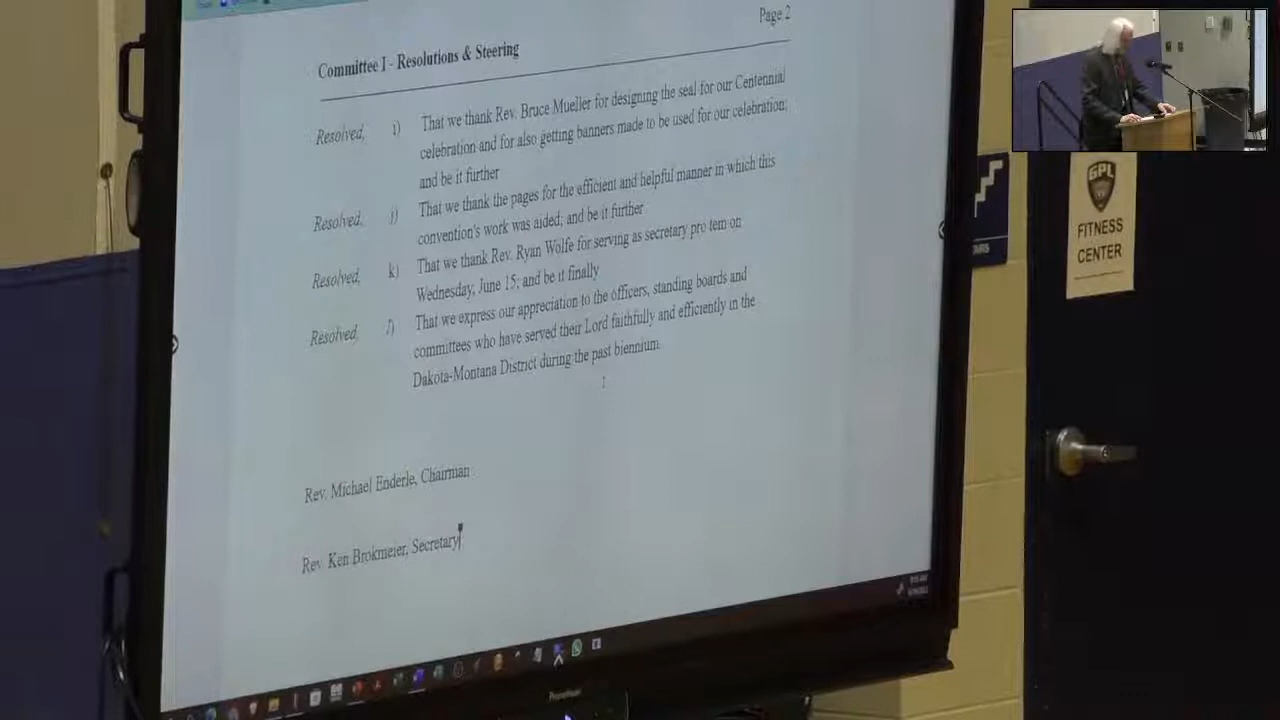 Page 2
Committee I - Resolutions & Steering
Resolved, i) That we thank Rev. Bruce Mueller for designing the seal for our Centennial
celebration and for also getting banners made to be used for our celebration;
and be it further
Resolved, j) That we thank the pages for the efficient and helpful manner in which this
convention's work was aided; and be it further
Resolved, k) That we thank Rev. Ryan Wolfe for serving as secretary pro tem on
Wednesday, June 15; and be it finally
Resolved, l) That we express our appreciation to the officers, standing boards and
committees who have served their Lord faithfully and efficiently in the
Dakota-Montana District during the past biennium.
Rev. Michael Enderle, Chairman
Rev. Ken Brokmeier, Secretary
Promethean
GPL
FITNESS
CENTER